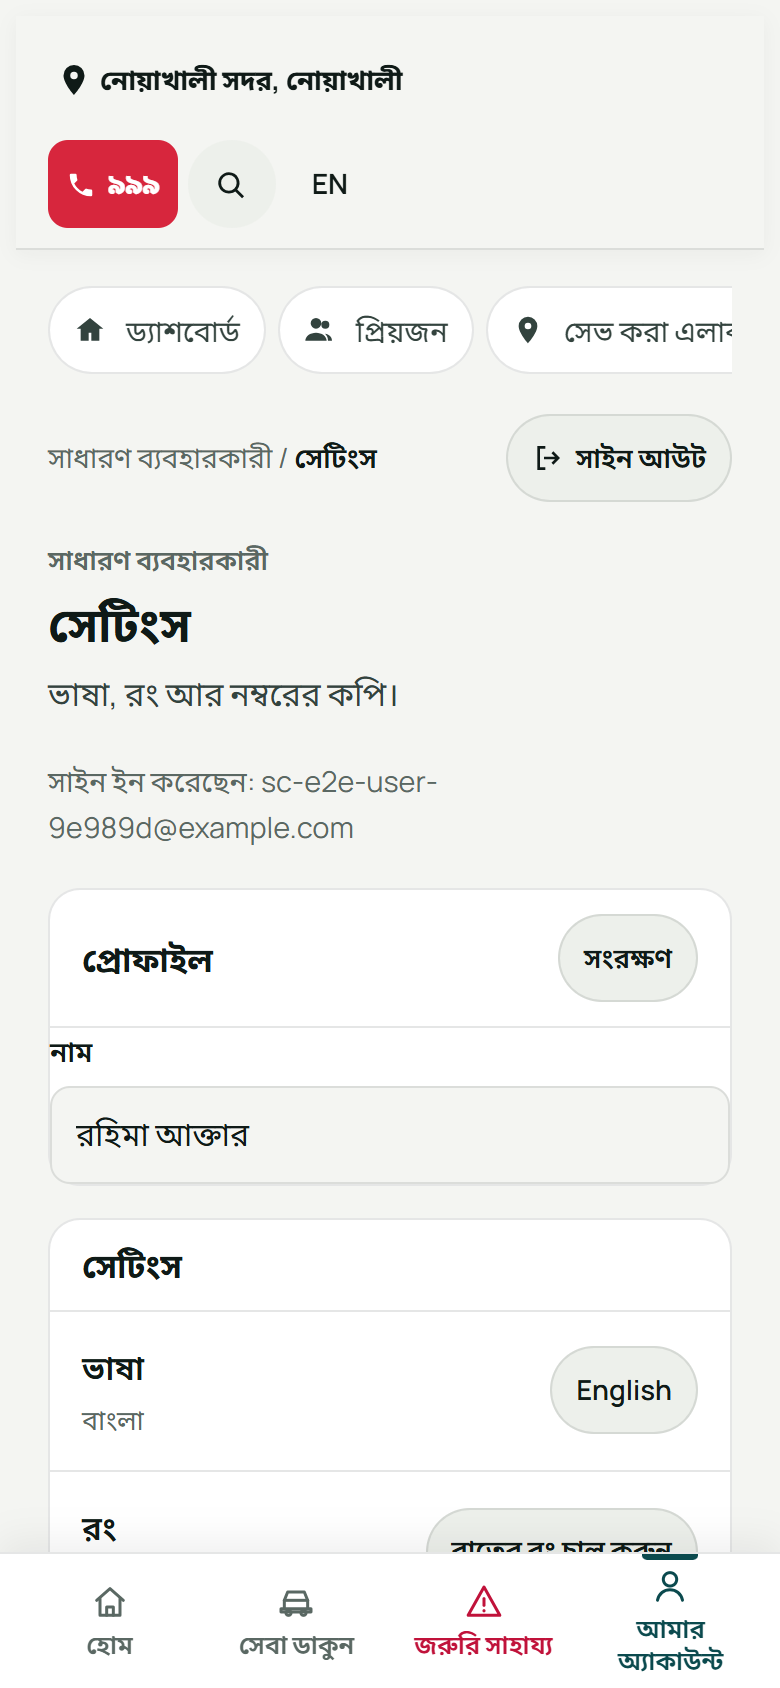 নোয়াখালী সদর, নোয়াখালী
৯৯৯
EN
ড্যাশবোর্ড
প্রিয়জন
সেভ করা
সাধারণ ব্যবহারকারী / সেটিংস
সাইন আউট
সাধারণ ব্যবহারকারী
সেটিংস
ভাষা, রং আর নম্বরের কপি।
সাইন ইন করেছেন: sc-e2e-user-
9e989d@example.com
প্রোফাইল
সংরক্ষণ
নাম
রহিমা আক্তার
সেটিংস
ভাষা
বাংলা
English
রং
হোম
সেবা ডাকুন
জরুরি সাহায্য
আমার
অ্যাকাউন্ট